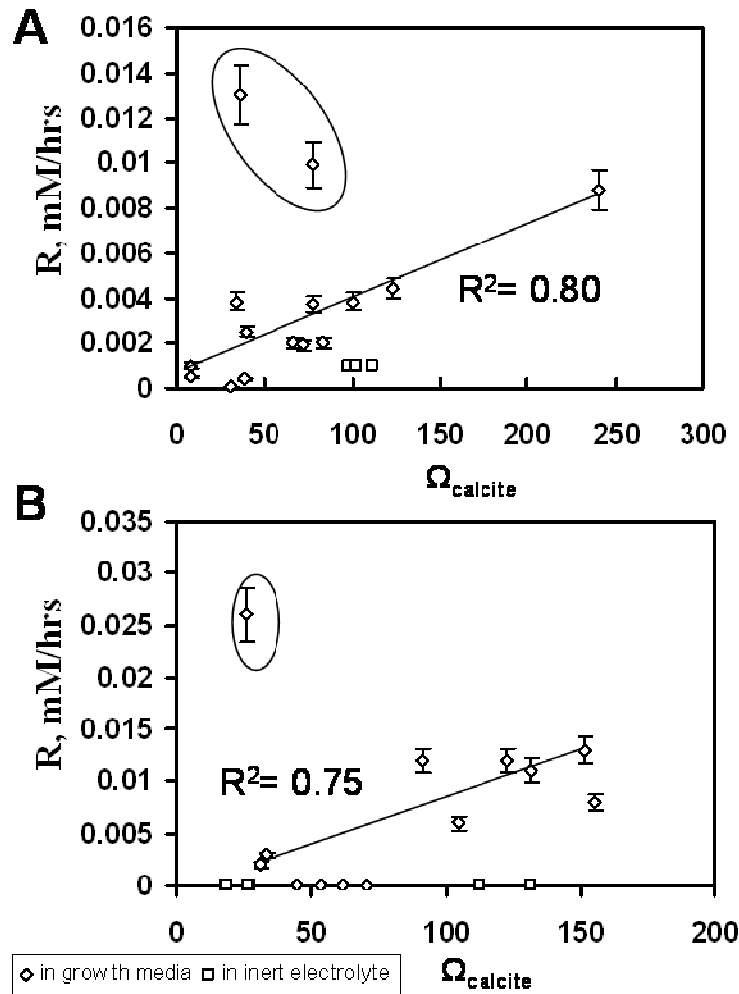 A
R, mM/hrs
0.016
0.014
0.012
0.01
0.008
0.006
0.004
0.002
0
R²= 0.80
0 50 100 150 200 250 300
Ωcalcite
B
R, mM/hrs
0.035
0.03
0.025
0.02
0.015
0.01
0.005
0
R²= 0.75
0 50 100 150 200
Ωcalcite
in growth media in inert electrolyte